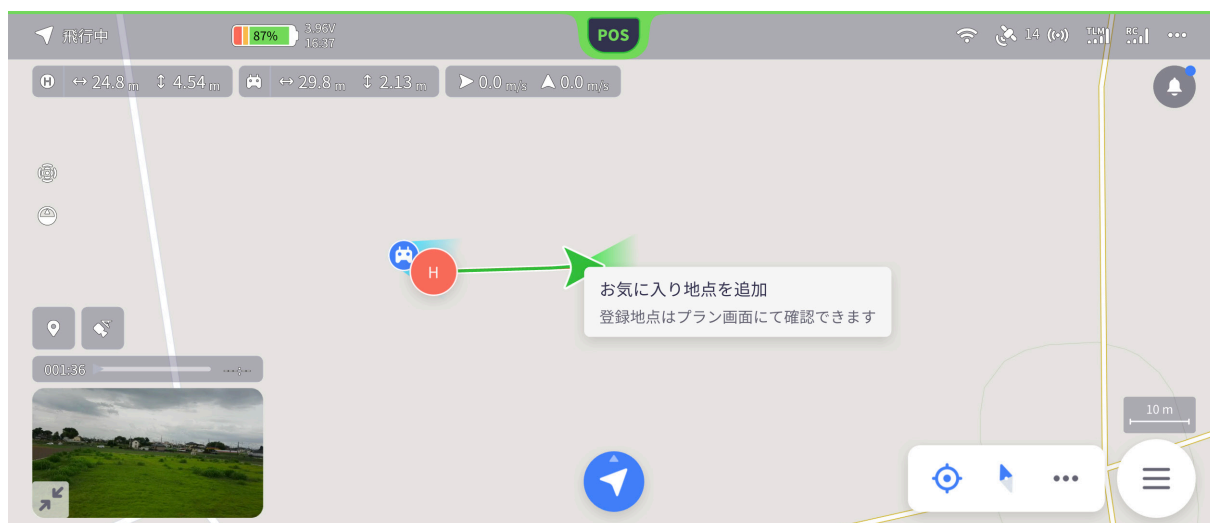 飛行中
87%
3.96V
16.37
POS
14
TLM
RC
H ↔ 24.8 m ↕ 4.54 m
↔ 29.8 m ↕ 2.13 m
0.0 m/s 0.0 m/s
H
お気に入り地点を追加
登録地点はプラン画面にて確認できます
001:36
--:--
10 m